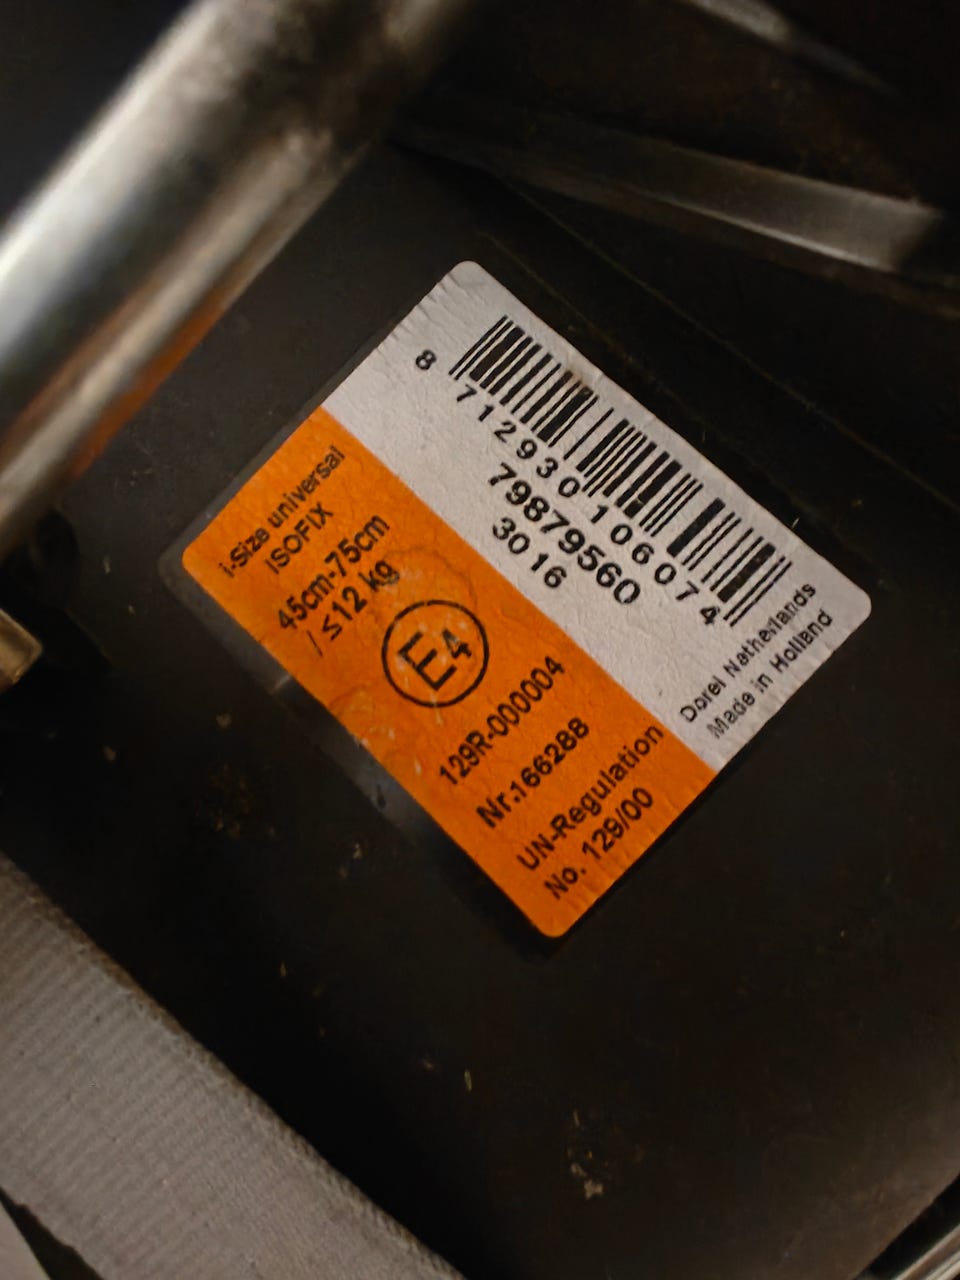 8 712930 106074
79879560
3016
Dorel Netherlands
Made in Holland
i-Size universal
ISOFIX
45cm-75cm
/ ≤12 kg
E4
129R-000004
Nr.:166288
UN-Regulation
No. 129/00